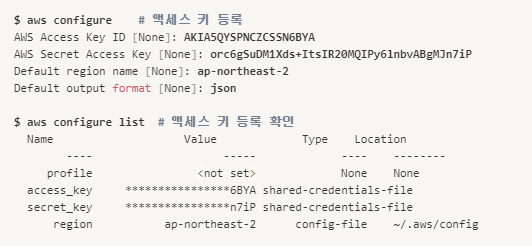 $ aws configure    # 액세스 키 등록
AWS Access Key ID [None]: AKIA5QYSPNCZCSSN6BYA
AWS Secret Access Key [None]: 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
Default region name [None]: ap-northeast-2
Default output format [None]: json
$ aws configure list  # 액세스 키 등록 확인
Name Value Type Location
---- ----- ---- --------
profile <not set> None None
access_key ****************6BYA shared-credentials-file
secret_key ****************n7iP shared-credentials-file
region ap-northeast-2 config-file ~/.aws/config